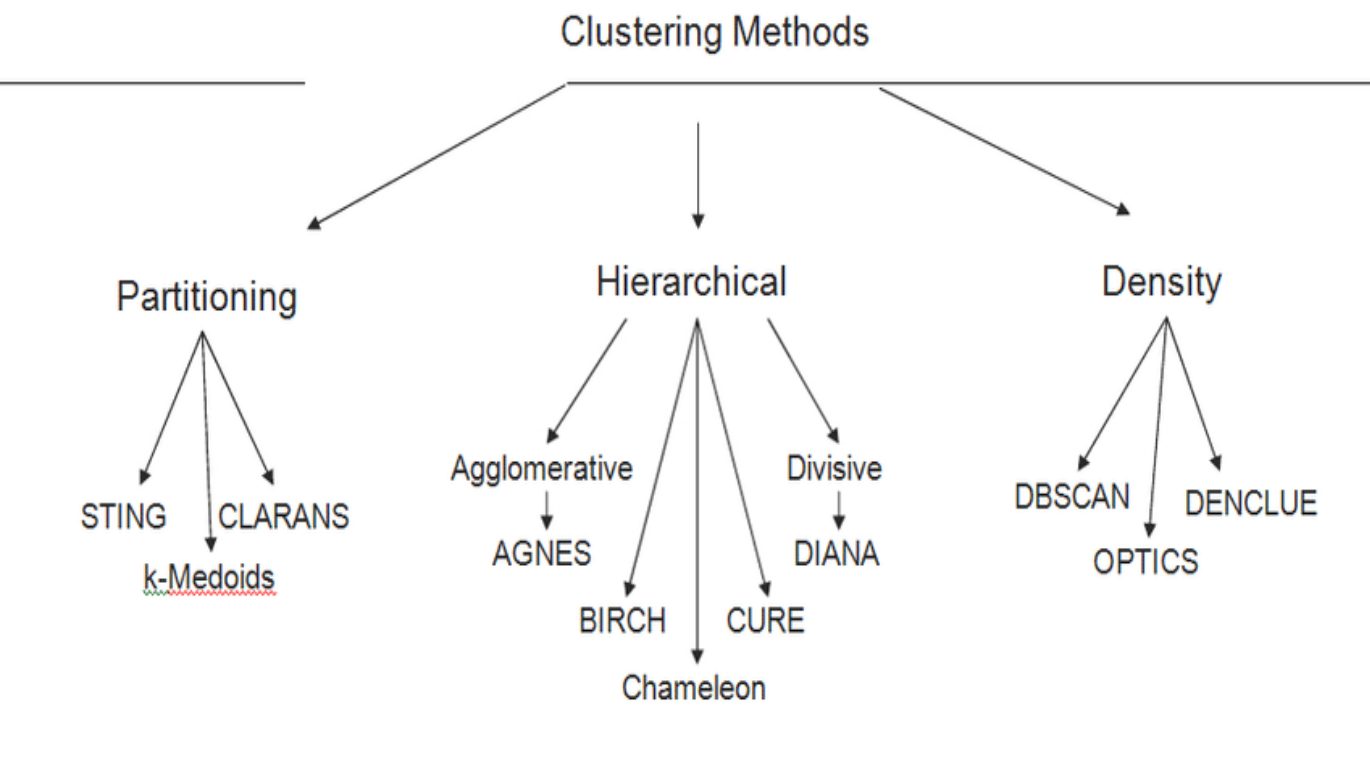 Clustering Methods
Partitioning
Hierarchical
Density
STING
CLARANS
k-Medoids
Agglomerative
Divisive
AGNES
DIANA
BIRCH
CURE
Chameleon
DBSCAN
DENCLUE
OPTICS